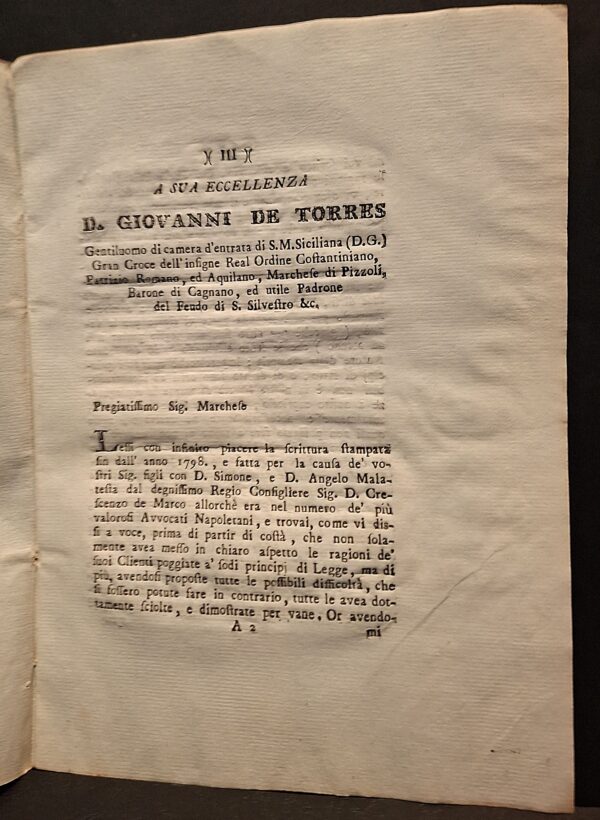 )( III )(
A SUA ECCELLENZA
D. GIOVANNI DE TORRES
Gentiluomo di camera d'entrata di S.M.Siciliana (D.G.)
Gran Croce dell'inſigne Real Ordine Coſtantiniano,
Patrizio Romano, ed Aquilano, Marcheſe di Pizzoli,
Barone di Cagnano, ed utile Padrone
del Feudo di S. Silveſtro &c.
Pregiatiſſimo Sig. Marcheſe
Leſſi con infinito piacere la ſcrittura ſtampata
fin dall' anno 1798., e fatta per la cauſa de' vo-
ſtri Sig. figli con D. Simone, e D. Angelo Mala-
teſta dal degniſſimo Regio Conſigliere Sig. D. Cre-
ſcenzo de Marco allorchè era nel numero de' più
valoroſi Avvocati Napoletani, e trovai, come vi diſ-
ſi a voce, prima di partir di coſtà, che non ſola-
mente avea meſſo in chiaro aſpetto le ragioni de'
ſuoi Clienti poggiate a' ſodi principj di Legge, ma di
più, avendoſi propoſte tutte le poſſibili difficoltà, che
ſi foſſero potute fare in contrario, tutte le avea dot-
tamente ſciolte, e dimoſtrate per vane. Or avendo-
A 2
mi